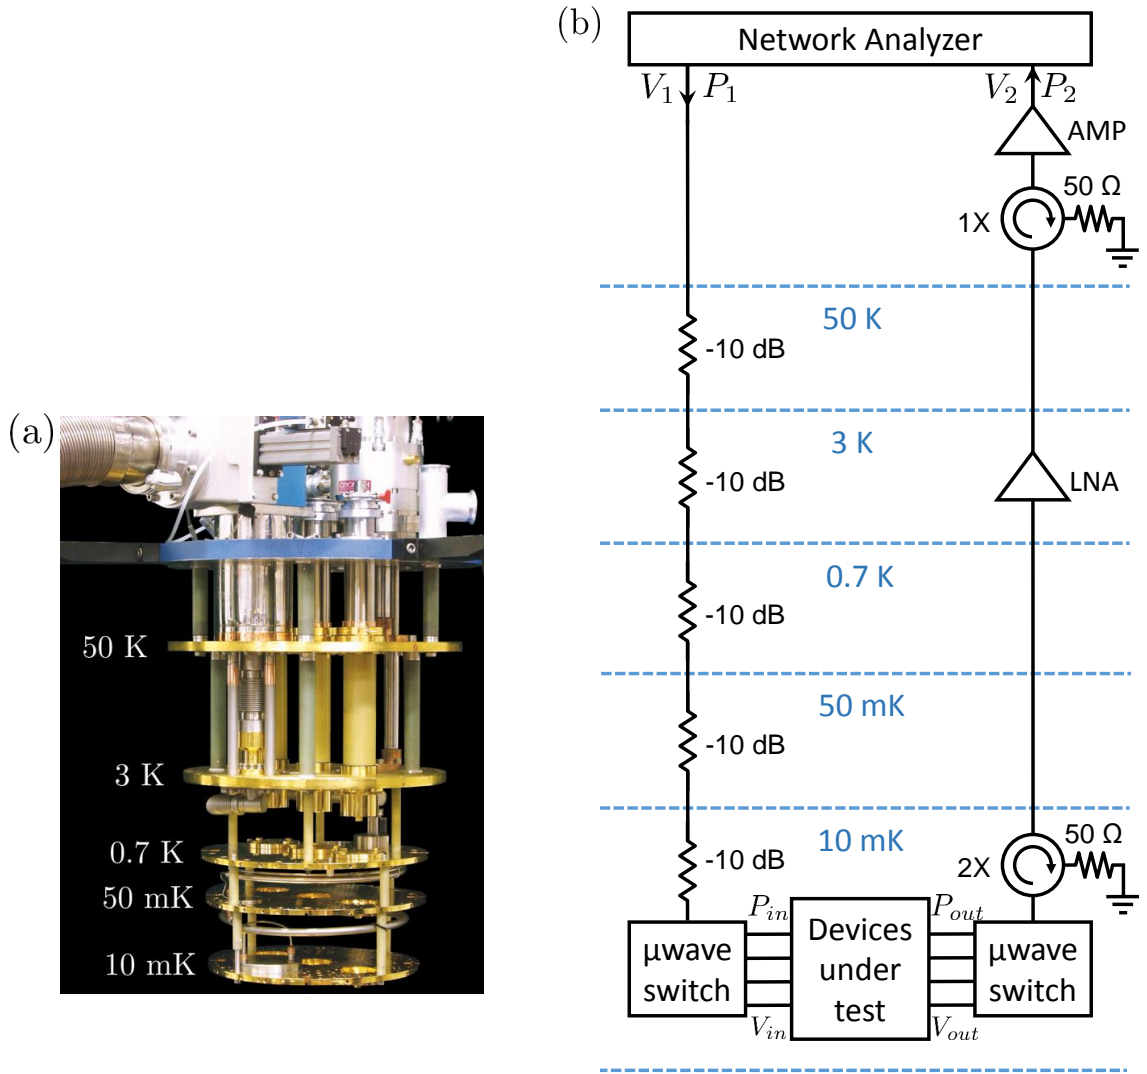 (a)
50 K
3 K
0.7 K
50 mK
10 mK
(b)
Network Analyzer
V1 P1
V2 P2
AMP
50 Ω
1X
50 K
-10 dB
3 K
-10 dB
LNA
0.7 K
-10 dB
50 mK
-10 dB
10 mK
-10 dB
50 Ω
2X
Pin
Pout
µwave
switch
Devices
under
test
µwave
switch
Vin
Vout